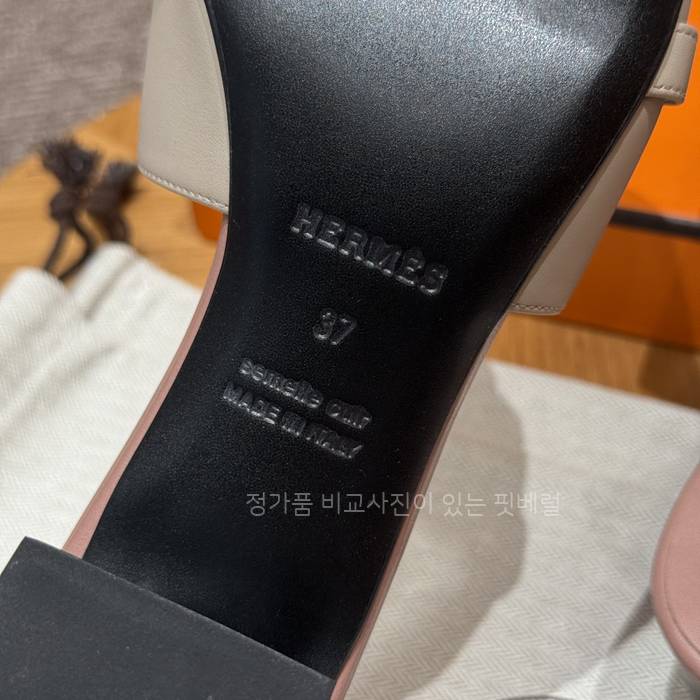 HERMÈS
37
semelle cuir
MADE IN ITALY
정가품 비교사진이 있는 핏베럴